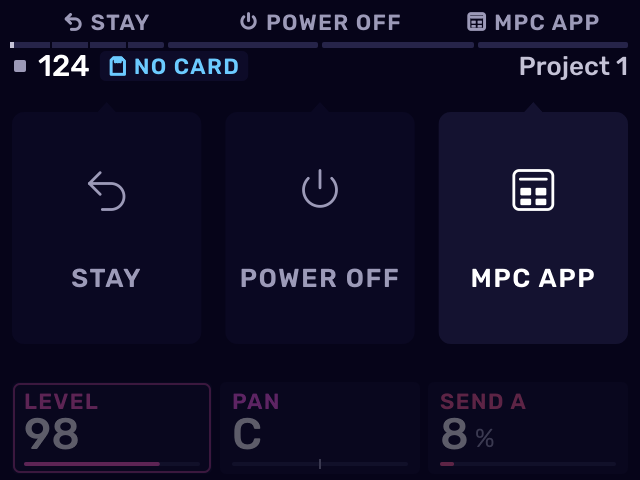 STAY POWER OFF MPC APP
124 NO CARD Project 1
STAY POWER OFF MPC APP
LEVEL PAN SEND A
98 C 8 %